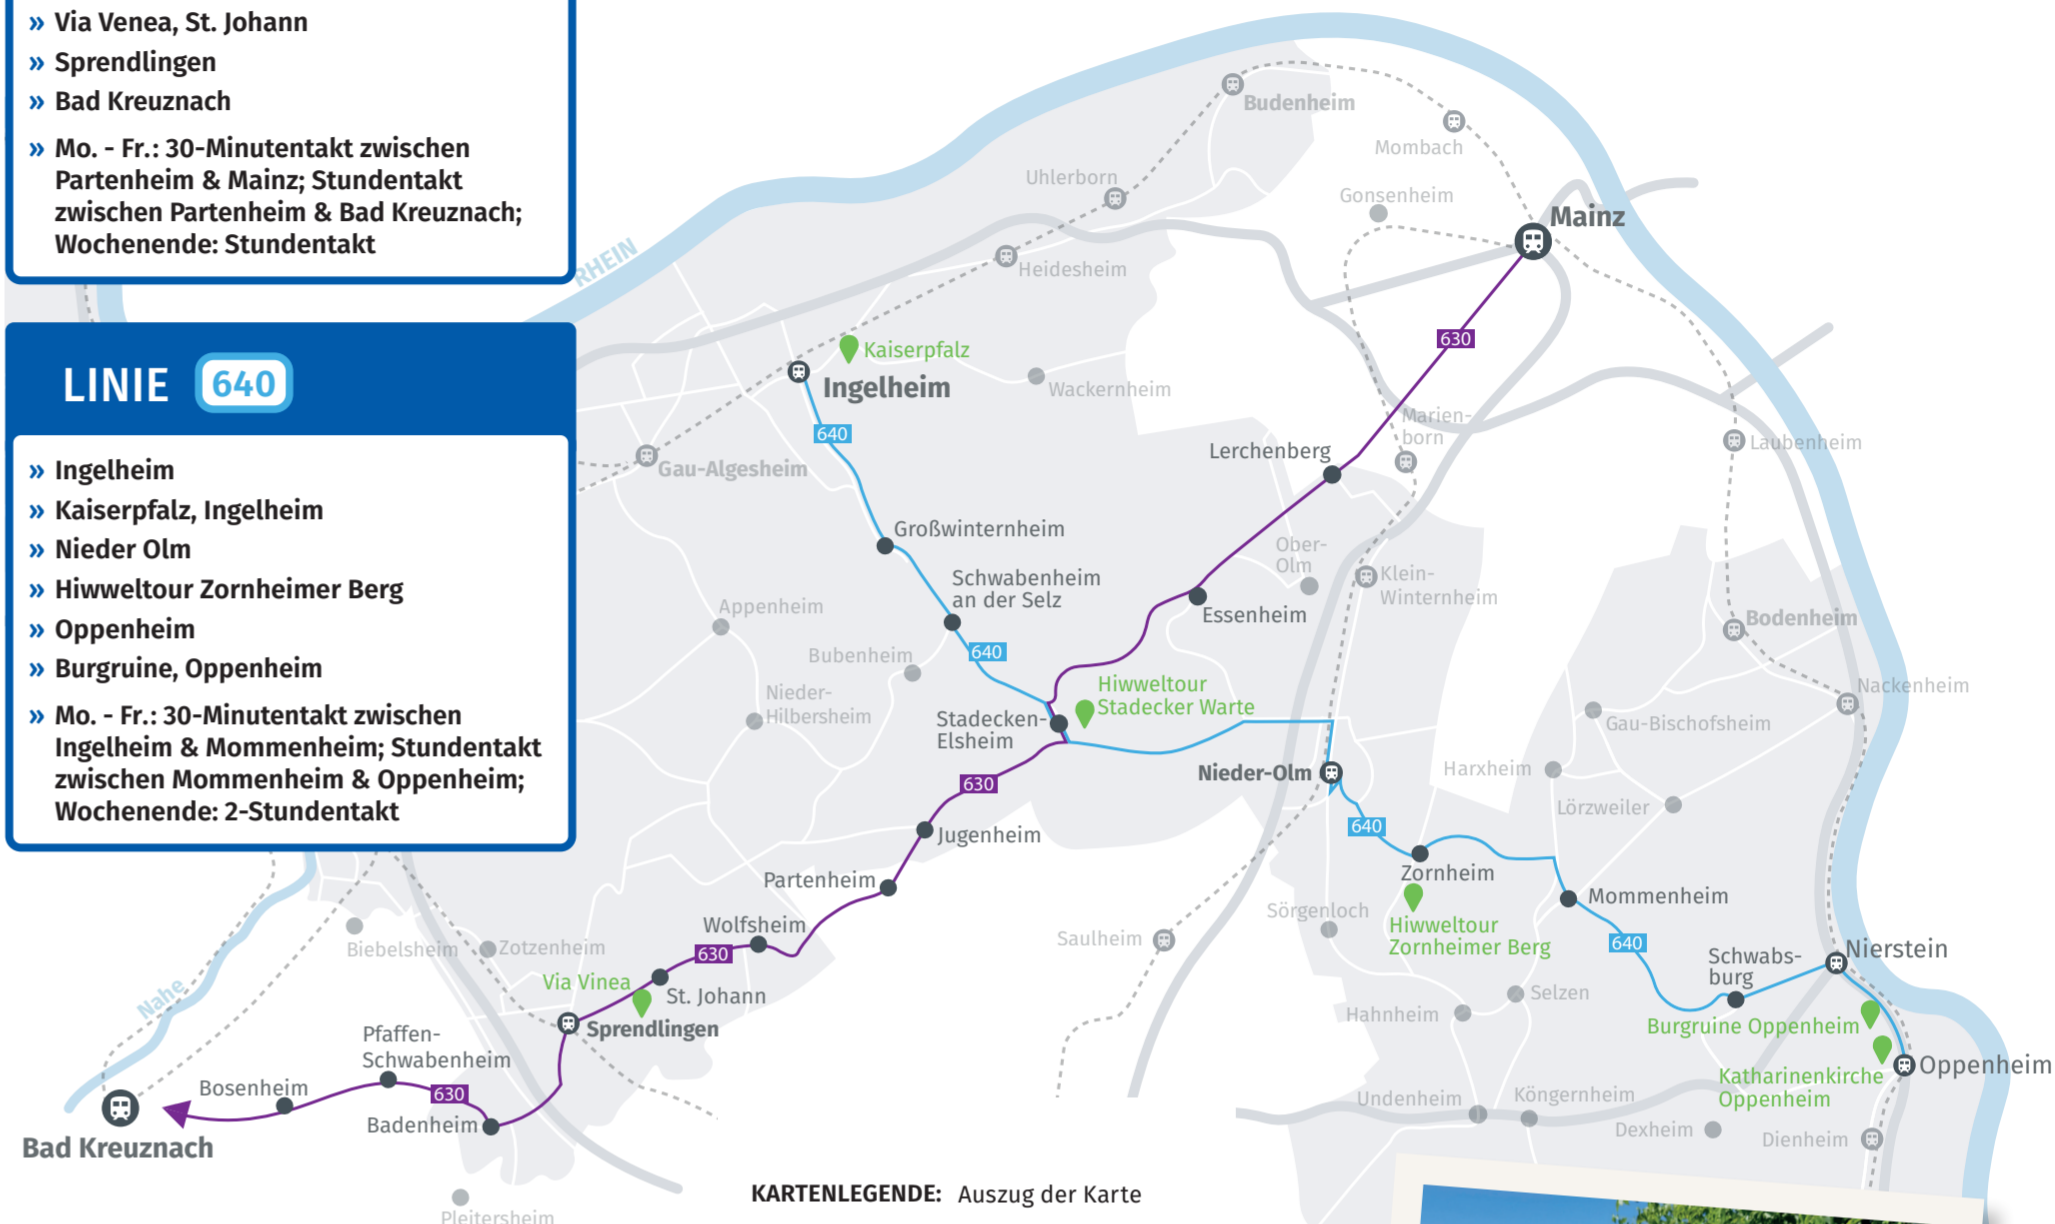 » Via Venea, St. Johann
» Sprendlingen
» Bad Kreuznach
» Mo. - Fr.: 30-Minutentakt zwischen
Partenheim & Mainz; Stundentakt
zwischen Partenheim & Bad Kreuznach;
Wochenende: Stundentakt
LINIE 640
» Ingelheim
» Kaiserpfalz, Ingelheim
» Nieder Olm
» Hiwweltour Zornheimer Berg
» Oppenheim
» Burgruine, Oppenheim
» Mo. - Fr.: 30-Minutentakt zwischen
Ingelheim & Mommenheim; Stundentakt
zwischen Mommenheim & Oppenheim;
Wochenende: 2-Stundentakt
Budenheim
Mombach
Uhlerborn
Gonsenheim
Mainz
RHEIN
Heidesheim
630
Kaiserpfalz
Ingelheim
Wackernheim
640
Marien-
born
Laubenheim
Lerchenberg
Gau-Algesheim
Großwinternheim
Ober-
Olm
Schwabenheim
an der Selz
Klein-
Winternheim
Appenheim
Essenheim
Bodenheim
Bubenheim
640
Hiwweltour
Stadecker Warte
Nieder-
Hilbersheim
Nackenheim
Stadecken-
Elsheim
Gau-Bischofsheim
Nieder-Olm
Harxheim
630
Lörzweiler
640
Jugenheim
Zornheim
Partenheim
Mommenheim
Sörgenloch
Hiwweltour
Zornheimer Berg
Wolfsheim
Saulheim
640
Biebelsheim
Zotzenheim
630
Schwabs-
burg
Nierstein
Via Vinea
St. Johann
Selzen
Nahe
Hahnheim
Burgruine Oppenheim
Sprendlingen
Pfaffen-
Schwabenheim
Oppenheim
Katharinenkirche
Oppenheim
Bosenheim
630
Undenheim
Köngernheim
Badenheim
Dexheim
Dienheim
Bad Kreuznach
KARTENLEGENDE: Auszug der Karte
Pleitersheim